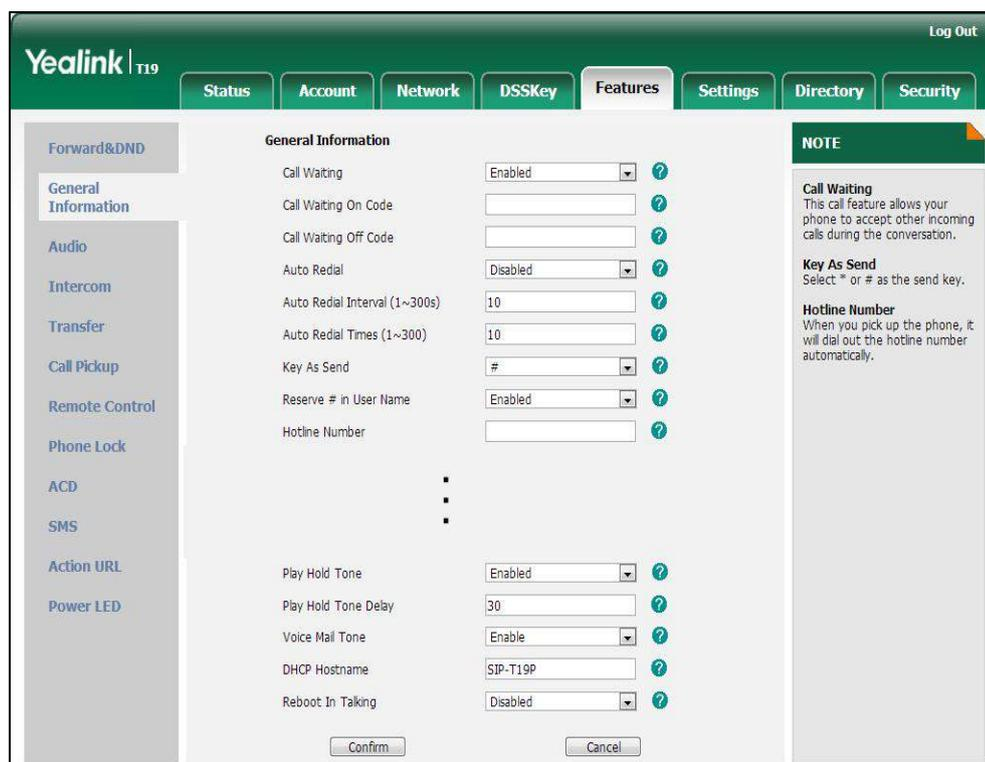 Log Out
Yealink T19
Status Account Network DSSKey Features Settings Directory Security
Forward&DND
General
Information
Audio
Intercom
Transfer
Call Pickup
Remote Control
Phone Lock
ACD
SMS
Action URL
Power LED
General Information
Call Waiting Enabled ?
Call Waiting On Code ?
Call Waiting Off Code ?
Auto Redial Disabled ?
Auto Redial Interval (1~300s) 10 ?
Auto Redial Times (1~300) 10 ?
Key As Send # ?
Reserve # in User Name Enabled ?
Hotline Number ?
Play Hold Tone Enabled ?
Play Hold Tone Delay 30 ?
Voice Mail Tone Enable ?
DHCP Hostname SIP-T19P ?
Reboot In Talking Disabled ?
Confirm Cancel
NOTE
Call Waiting
This call feature allows your
phone to accept other incoming
calls during the conversation.
Key As Send
Select * or # as the send key.
Hotline Number
When you pick up the phone, it
will dial out the hotline number
automatically.